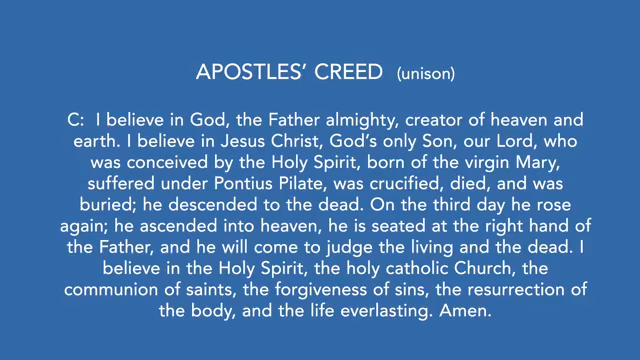 APOSTLES’ CREED (unison)
C: I believe in God, the Father almighty, creator of heaven and
earth. I believe in Jesus Christ, God’s only Son, our Lord, who
was conceived by the Holy Spirit, born of the virgin Mary,
suffered under Pontius Pilate, was crucified, died, and was
buried; he descended to the dead. On the third day he rose
again; he ascended into heaven, he is seated at the right hand of
the Father, and he will come to judge the living and the dead. I
believe in the Holy Spirit, the holy catholic Church, the
communion of saints, the forgiveness of sins, the resurrection of
the body, and the life everlasting. Amen.